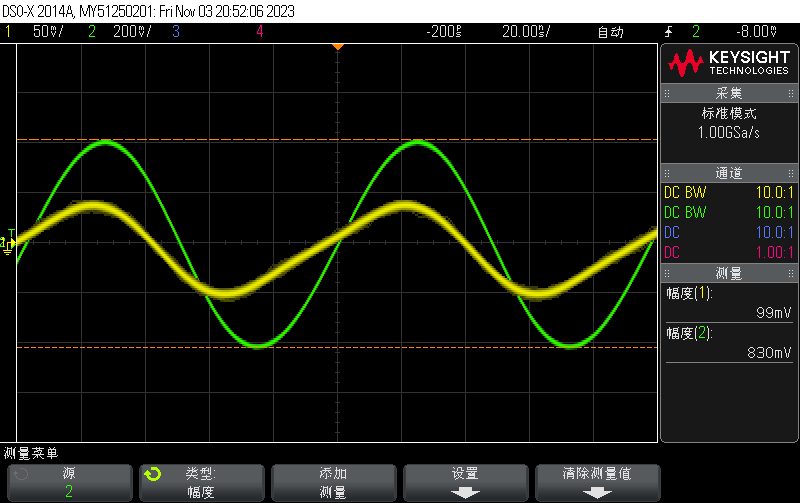 DSO-X 2014A, MY51250201: Fri Nov 03 20:52:06 2023
1 50V/ 2 200V/ 3 4 -200s 20.00s/ 自动 2 -8.00V
KEYSIGHT
TECHNOLOGIES
采集
标准模式
1.00GSa/s
通道
DC BW 10.0:1
DC BW 10.0:1
DC 10.0:1
DC 1.00:1
测量
幅度(1):
99mV
幅度(2):
830mV
T
测量菜单
源
2
类型:
幅度
添加
测量
设置
清除测量值